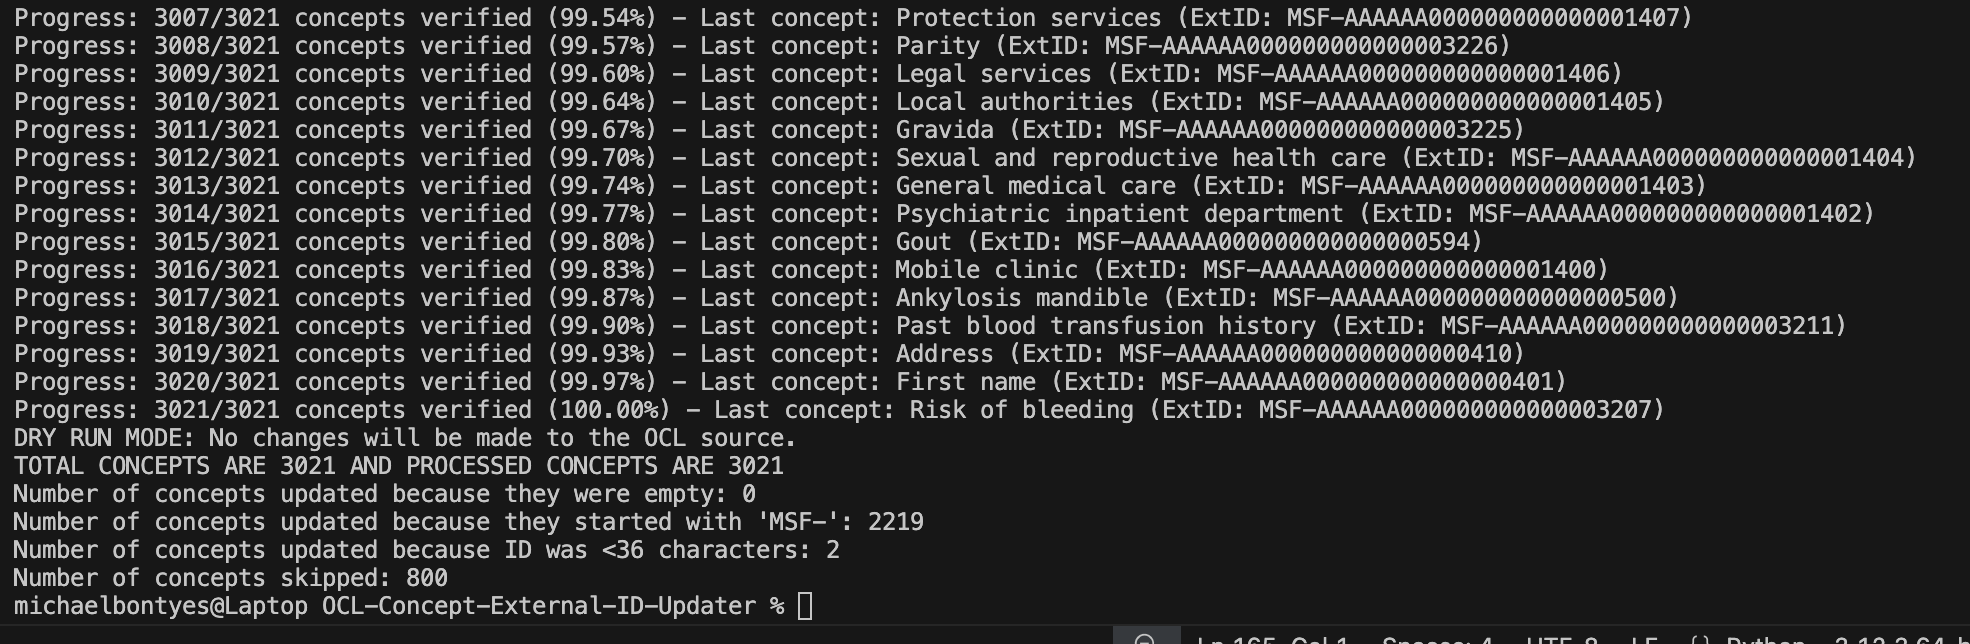 Progress: 3007/3021 concepts verified (99.54%) – Last concept: Protection services (ExtID: MSF-AAAAAA000000000000001407)
Progress: 3008/3021 concepts verified (99.57%) – Last concept: Parity (ExtID: MSF-AAAAAA000000000000003226)
Progress: 3009/3021 concepts verified (99.60%) – Last concept: Legal services (ExtID: MSF-AAAAAA000000000000001406)
Progress: 3010/3021 concepts verified (99.64%) – Last concept: Local authorities (ExtID: MSF-AAAAAA000000000000001405)
Progress: 3011/3021 concepts verified (99.67%) – Last concept: Gravida (ExtID: MSF-AAAAAA000000000000003225)
Progress: 3012/3021 concepts verified (99.70%) – Last concept: Sexual and reproductive health care (ExtID: MSF-AAAAAA000000000000001404)
Progress: 3013/3021 concepts verified (99.74%) – Last concept: General medical care (ExtID: MSF-AAAAAA000000000000001403)
Progress: 3014/3021 concepts verified (99.77%) – Last concept: Psychiatric inpatient department (ExtID: MSF-AAAAAA000000000000001402)
Progress: 3015/3021 concepts verified (99.80%) – Last concept: Gout (ExtID: MSF-AAAAAA000000000000000594)
Progress: 3016/3021 concepts verified (99.83%) – Last concept: Mobile clinic (ExtID: MSF-AAAAAA000000000000001400)
Progress: 3017/3021 concepts verified (99.87%) – Last concept: Ankylosis mandible (ExtID: MSF-AAAAAA000000000000000500)
Progress: 3018/3021 concepts verified (99.90%) – Last concept: Past blood transfusion history (ExtID: MSF-AAAAAA000000000000003211)
Progress: 3019/3021 concepts verified (99.93%) – Last concept: Address (ExtID: MSF-AAAAAA000000000000000410)
Progress: 3020/3021 concepts verified (99.97%) – Last concept: First name (ExtID: MSF-AAAAAA000000000000000401)
Progress: 3021/3021 concepts verified (100.00%) – Last concept: Risk of bleeding (ExtID: MSF-AAAAAA000000000000003207)
DRY RUN MODE: No changes will be made to the OCL source.
TOTAL CONCEPTS ARE 3021 AND PROCESSED CONCEPTS ARE 3021
Number of concepts updated because they were empty: 0
Number of concepts updated because they started with 'MSF-': 2219
Number of concepts updated because ID was <36 characters: 2
Number of concepts skipped: 800
michaelbontyes@Laptop OCL-Concept-External-ID-Updater %
Ln 165, Col 1 Spaces: 4 UTF-8 LF {} Python